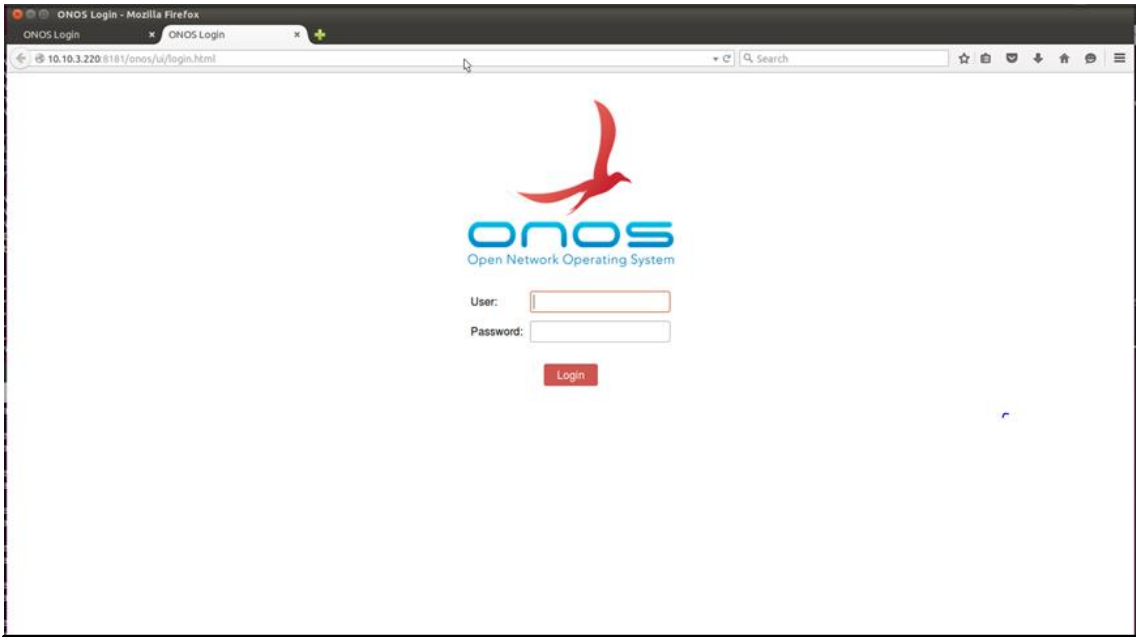 ONOS Login - Mozilla Firefox
ONOS Login
ONOS Login
10.10.3.220:8181/onos/ui/login.html
Search
onos
Open Network Operating System
User:
Password:
Login